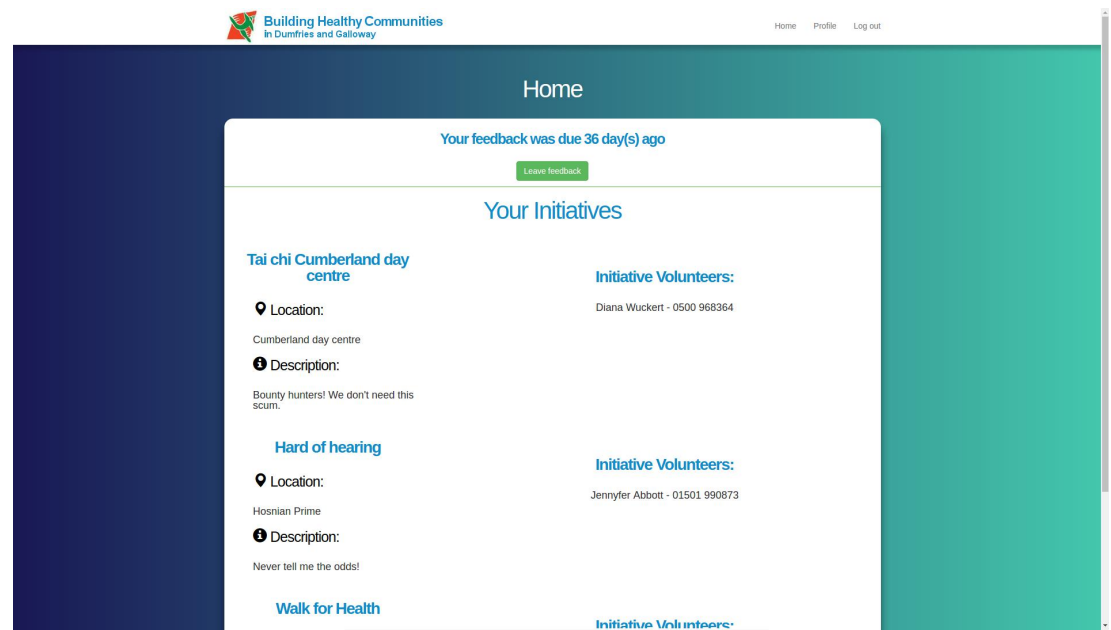 Building Healthy Communities
in Dumfries and Galloway
Home Profile Log out
Home
Your feedback was due 36 day(s) ago
Leave feedback
Your Initiatives
Tai chi Cumberland day
centre
Location:
Cumberland day centre
Description:
Bounty hunters! We don't need this
scum.
Initiative Volunteers:
Diana Wuckert - 0500 968364
Hard of hearing
Location:
Hosnian Prime
Description:
Never tell me the odds!
Initiative Volunteers:
Jennyfer Abbott - 01501 990873
Walk for Health
Initiative Volunteers: